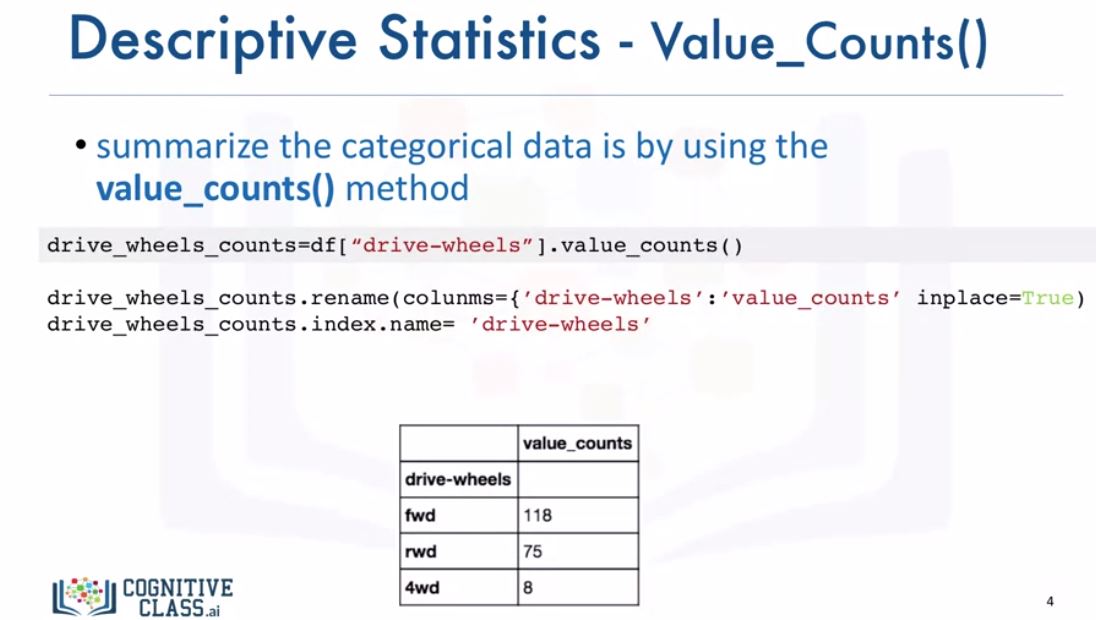 Descriptive Statistics - Value_Counts()
• summarize the categorical data is by using the
value_counts() method
drive_wheels_counts=df[“drive-wheels”].value_counts()
drive_wheels_counts.rename(colunms={’drive-wheels’:’value_counts’ inplace=True)
drive_wheels_counts.index.name= ’drive-wheels’
value_counts
drive-wheels
fwd 118
rwd 75
4wd 8
COGNITIVE
CLASS.ai
4